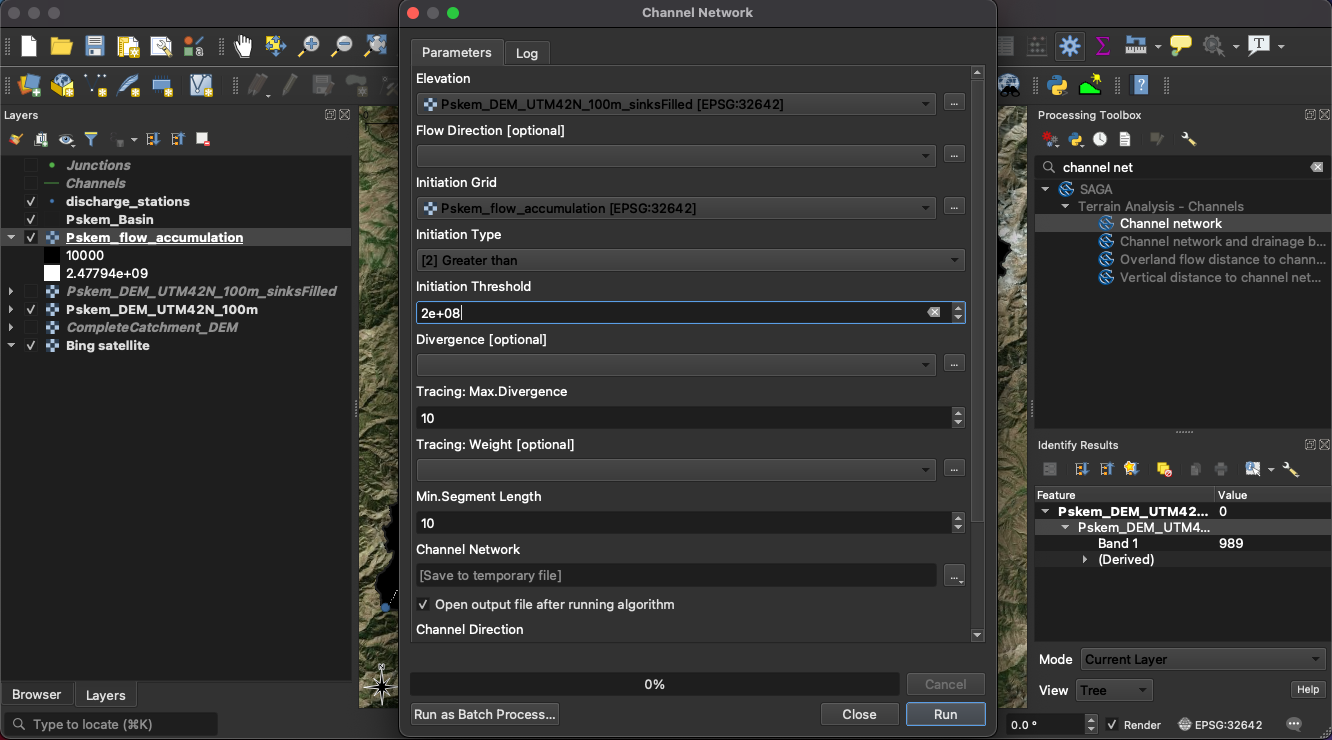 Channel Network
Parameters
Log
Elevation
Pskem_DEM_UTM42N_100m_sinksFilled [EPSG:32642]
...
Flow Direction [optional]
...
Initiation Grid
Pskem_flow_accumulation [EPSG:32642]
...
Initiation Type
[2] Greater than
Initiation Threshold
2e+08
Divergence [optional]
...
Tracing: Max.Divergence
10
Tracing: Weight [optional]
...
Min.Segment Length
10
Channel Network
[Save to temporary file]
...
Open output file after running algorithm
Channel Direction
0%
Cancel
Run as Batch Process...
Close
Run
Layers
Junctions
Channels
discharge_stations
Pskem_Basin
Pskem_flow_accumulation
10000
2.47794e+09
Pskem_DEM_UTM42N_100m_sinksFilled
Pskem_DEM_UTM42N_100m
CompleteCatchment_DEM
Bing satellite
Browser
Layers
Type to locate (⌘K)
Processing Toolbox
channel net
SAGA
Terrain Analysis - Channels
Channel network
Channel network and drainage b...
Overland flow distance to chann...
Vertical distance to channel net...
Identify Results
Feature Value
Pskem_DEM_UTM42... 0
Pskem_DEM_UTM4...
Band 1 989
(Derived)
Mode Current Layer
View Tree
Help
0.0 °
Render
EPSG:32642